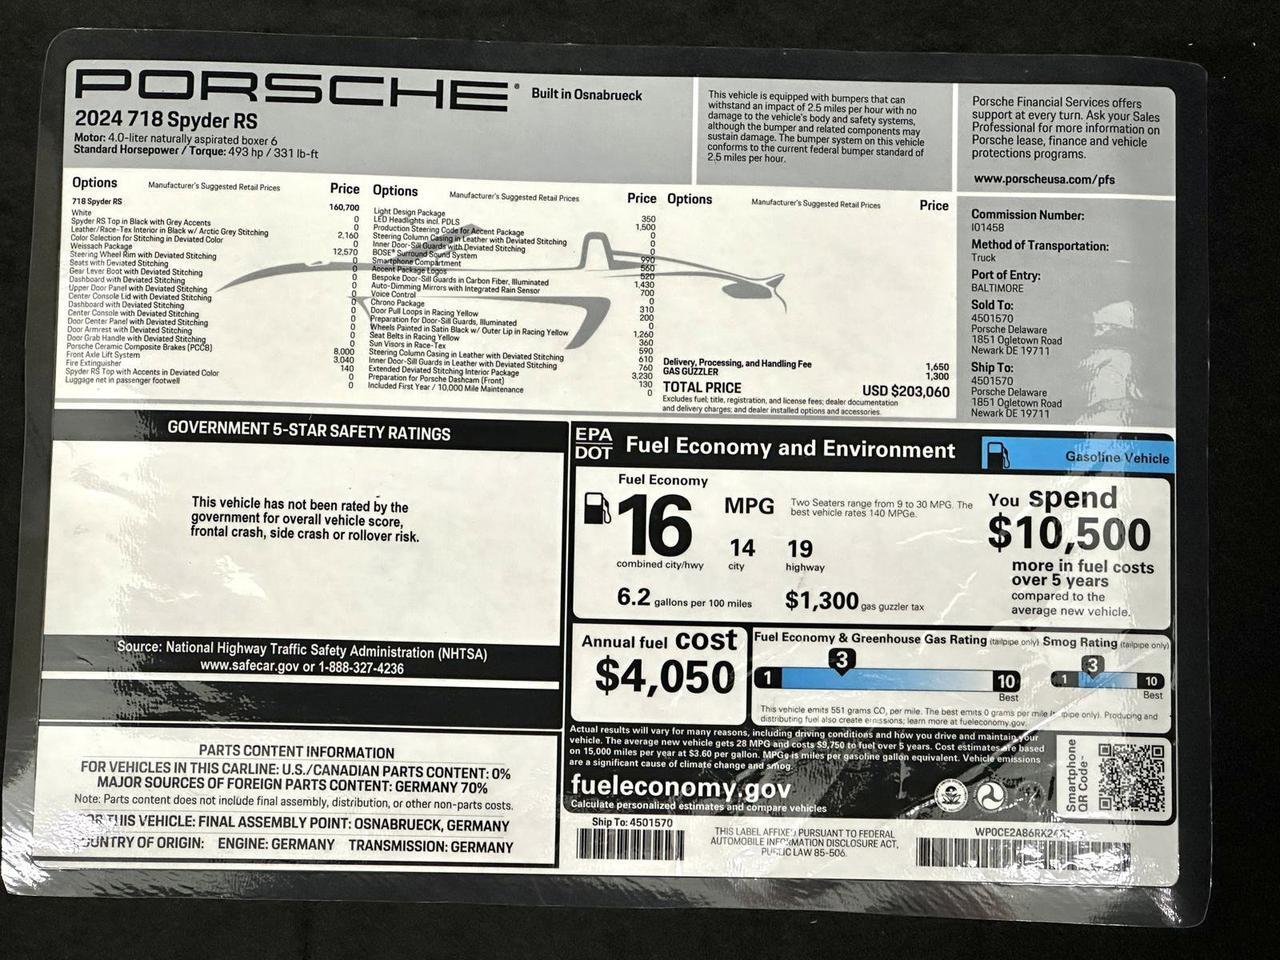 PORSCHE
Built in Osnabrueck
2024 718 Spyder RS
Motor: 4.0-liter naturally aspirated boxer 6
Standard Horsepower / Torque: 493 hp / 331 lb-ft
This vehicle is equipped with bumpers that can
withstand an impact of 2.5 miles per hour with no
damage to the vehicle's body and safety systems,
although the bumper and related components may
sustain damage. The bumper system on this vehicle
conforms to the current federal bumper standard of
2.5 miles per hour.
Porsche Financial Services offers
support at every turn. Ask your Sales
Professional for more information on
Porsche lease, finance and vehicle
protections programs.
www.porscheusa.com/pfs
Options Manufacturer's Suggested Retail Prices Price
718 Spyder RS 160,700
White 0
Spyder RS Top in Black with Grey Accents 0
Leather/Race-Tex Interior in Black w/ Arctic Grey Stitching 0
Color Selection for Stitching in Deviated Color 2,160
Weissach Package 12,570
Steering Wheel Rim with Deviated Stitching 0
Seats with Deviated Stitching 0
Gear Lever Boot with Deviated Stitching 0
Dashboard with Deviated Stitching 0
Upper Door Panel with Deviated Stitching 0
Center Console Lid with Deviated Stitching 0
Dashboard with Deviated Stitching 0
Center Console with Deviated Stitching 0
Door Center Panel with Deviated Stitching 0
Door Armrest with Deviated Stitching 0
Door Grab Handle with Deviated Stitching 0
Porsche Ceramic Composite Brakes (PCCB) 8,000
Front Axle Lift System 3,040
Fire Extinguisher 140
Spyder RS Top with Accents in Deviated Color 0
Luggage net in passenger footwell 0
Options Manufacturer's Suggested Retail Prices Price
Light Design Package 350
LED Headlights incl. PDLS 1,500
Production Steering Code for Accent Package 0
Steering Column Casing in Leather with Deviated Stitching 0
Inner Door-Sill Guards with Deviated Stitching 0
BOSE® Surround Sound System 990
Smartphone Compartment 560
Accent Package Logos 620
Bespoke Door-Sill Guards in Carbon Fiber, Illuminated 1,430
Auto-Dimming Mirrors with Integrated Rain Sensor 700
Voice Control 0
Chrono Package 310
Door Pull Loops in Racing Yellow 200
Preparation for Door-Sill Guards, Illuminated 0
Wheels Painted in Satin Black w/ Outer Lip in Racing Yellow 1,260
Seat Belts in Racing Yellow 360
Sun Visors in Race-Tex 590
Steering Column Casing in Leather with Deviated Stitching 610
Inner Door-Sill Guards in Leather with Deviated Stitching 760
Extended Deviated Stitching Interior Package 3,230
Preparation for Porsche Dashcam (Front) 130
Included First Year / 10,000 Mile Maintenance 0
Options Manufacturer's Suggested Retail Prices Price
Delivery, Processing, and Handling Fee 1,650
GAS GUZZLER 1,300
TOTAL PRICE USD $203,060
Excludes fuel; title, registration, and license fees; dealer documentation
and delivery charges; and dealer installed options and accessories.
Commission Number:
I01458
Method of Transportation:
Truck
Port of Entry:
BALTIMORE
Sold To:
4501570
Porsche Delaware
1851 Ogletown Road
Newark DE 19711
Ship To:
4501570
Porsche Delaware
1851 Ogletown Road
Newark DE 19711
GOVERNMENT 5-STAR SAFETY RATINGS
This vehicle has not been rated by the
government for overall vehicle score,
frontal crash, side crash or rollover risk.
Source: National Highway Traffic Safety Administration (NHTSA)
www.safecar.gov or 1-888-327-4236
PARTS CONTENT INFORMATION
FOR VEHICLES IN THIS CARLINE: U.S./CANADIAN PARTS CONTENT: 0%
MAJOR SOURCES OF FOREIGN PARTS CONTENT: GERMANY 70%
Note: Parts content does not include final assembly, distribution, or other non-parts costs.
THIS VEHICLE: FINAL ASSEMBLY POINT: OSNABRUECK, GERMANY
OF ORIGIN: ENGINE: GERMANY TRANSMISSION: GERMANY
EPA
DOT
Fuel Economy and Environment
Gasoline Vehicle
Fuel Economy
16 MPG
combined city/hwy
14
city
19
highway
Two Seaters range from 9 to 30 MPG. The
best vehicle rates 140 MPGe.
6.2 gallons per 100 miles
$1,300 gas guzzler tax
You spend
$10,500
more in fuel costs
over 5 years
compared to the
average new vehicle.
Annual fuel cost
$4,050
Fuel Economy & Greenhouse Gas Rating (tailpipe only)
3
1 10
Best
Smog Rating (tailpipe only)
3
1 10
Best
This vehicle emits 551 grams CO, per mile. The best emits 0 grams per mile only). Producing and
distributing fuel also create emissions; learn more at fueleconomy.gov.
Actual results will vary for many reasons, including driving conditions and how you drive and maintain your
vehicle. The average new vehicle gets 28 MPG and costs $9,750 to fuel over 5 years. Cost estimates are based
on 15,000 miles per year at $3.60 per gallon. MPGe is miles per gasoline gallon equivalent. Vehicle emissions
are a significant cause of climate change and smog.
fueleconomy.gov
Calculate personalized estimates and compare vehicles
Smartphone
QR Code
Ship To: 4501570
THIS LABEL AFFIXED PURSUANT TO FEDERAL
AUTOMOBILE INFORMATION DISCLOSURE ACT,
PUBLIC LAW 85-506.